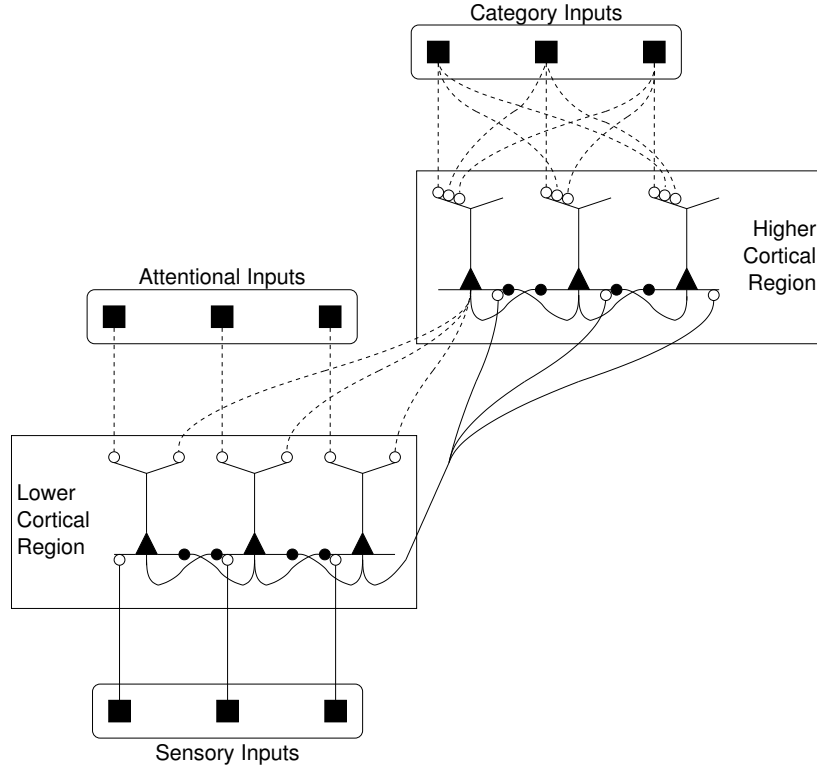 Category Inputs
Higher
Cortical
Region
Attentional Inputs
Lower
Cortical
Region
Sensory Inputs